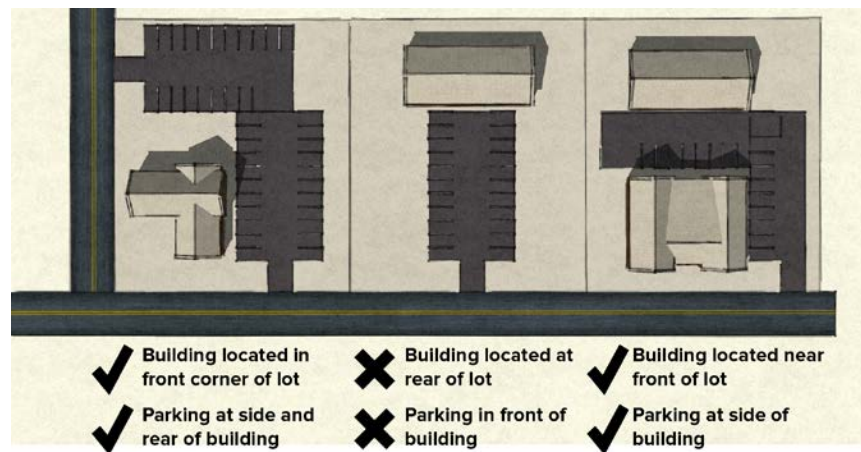 Building located in
front corner of lot
Building located at
rear of lot
Building located near
front of lot
Parking at side and
rear of building
Parking in front of
building
Parking at side of
building